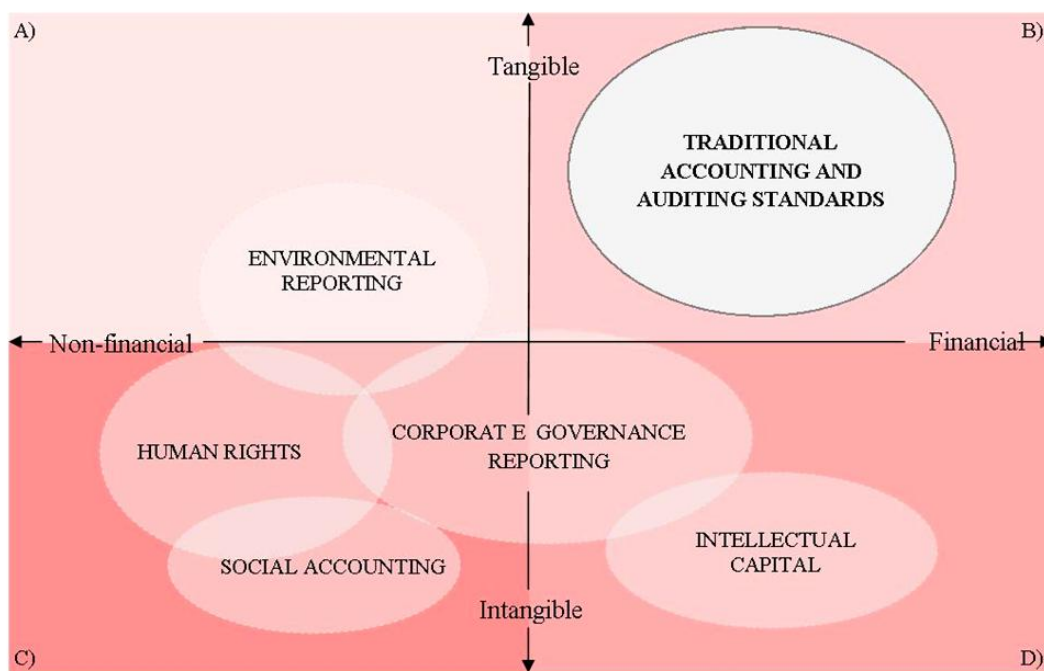 A)
B)
Tangible
TRADITIONAL
ACCOUNTING AND
AUDITING STANDARDS
ENVIRONMENTAL
REPORTING
Non-financial
Financial
HUMAN RIGHTS
CORPORAT E GOVERNANCE
REPORTING
INTELLECTUAL
CAPITAL
SOCIAL ACCOUNTING
Intangible
C)
D)